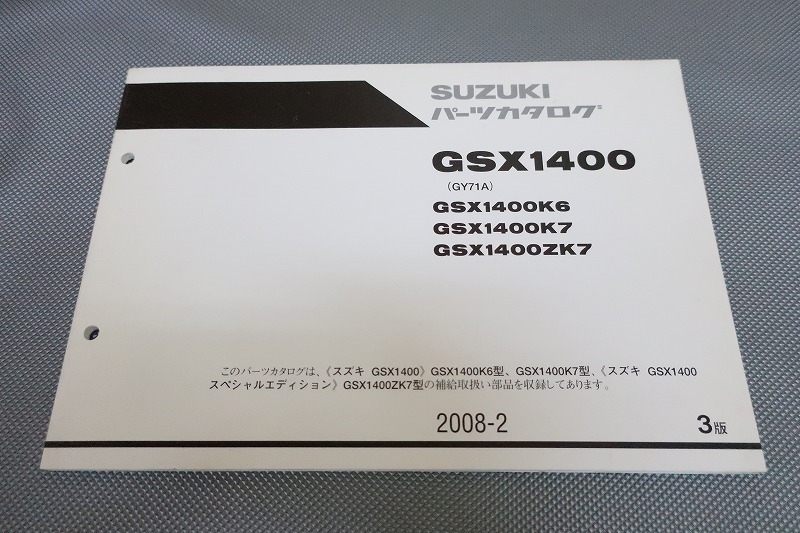 SUZUKI
パーツカタログ
GSX1400
(GY71A)
GSX1400K6
GSX1400K7
GSX1400ZK7
このパーツカタログは、《スズキ GSX1400》GSX1400K6型、GSX1400K7型、《スズキ GSX1400
スペシャルエディション》GSX1400ZK7型の補給取扱い部品を収録してあります。
2008-2 3版